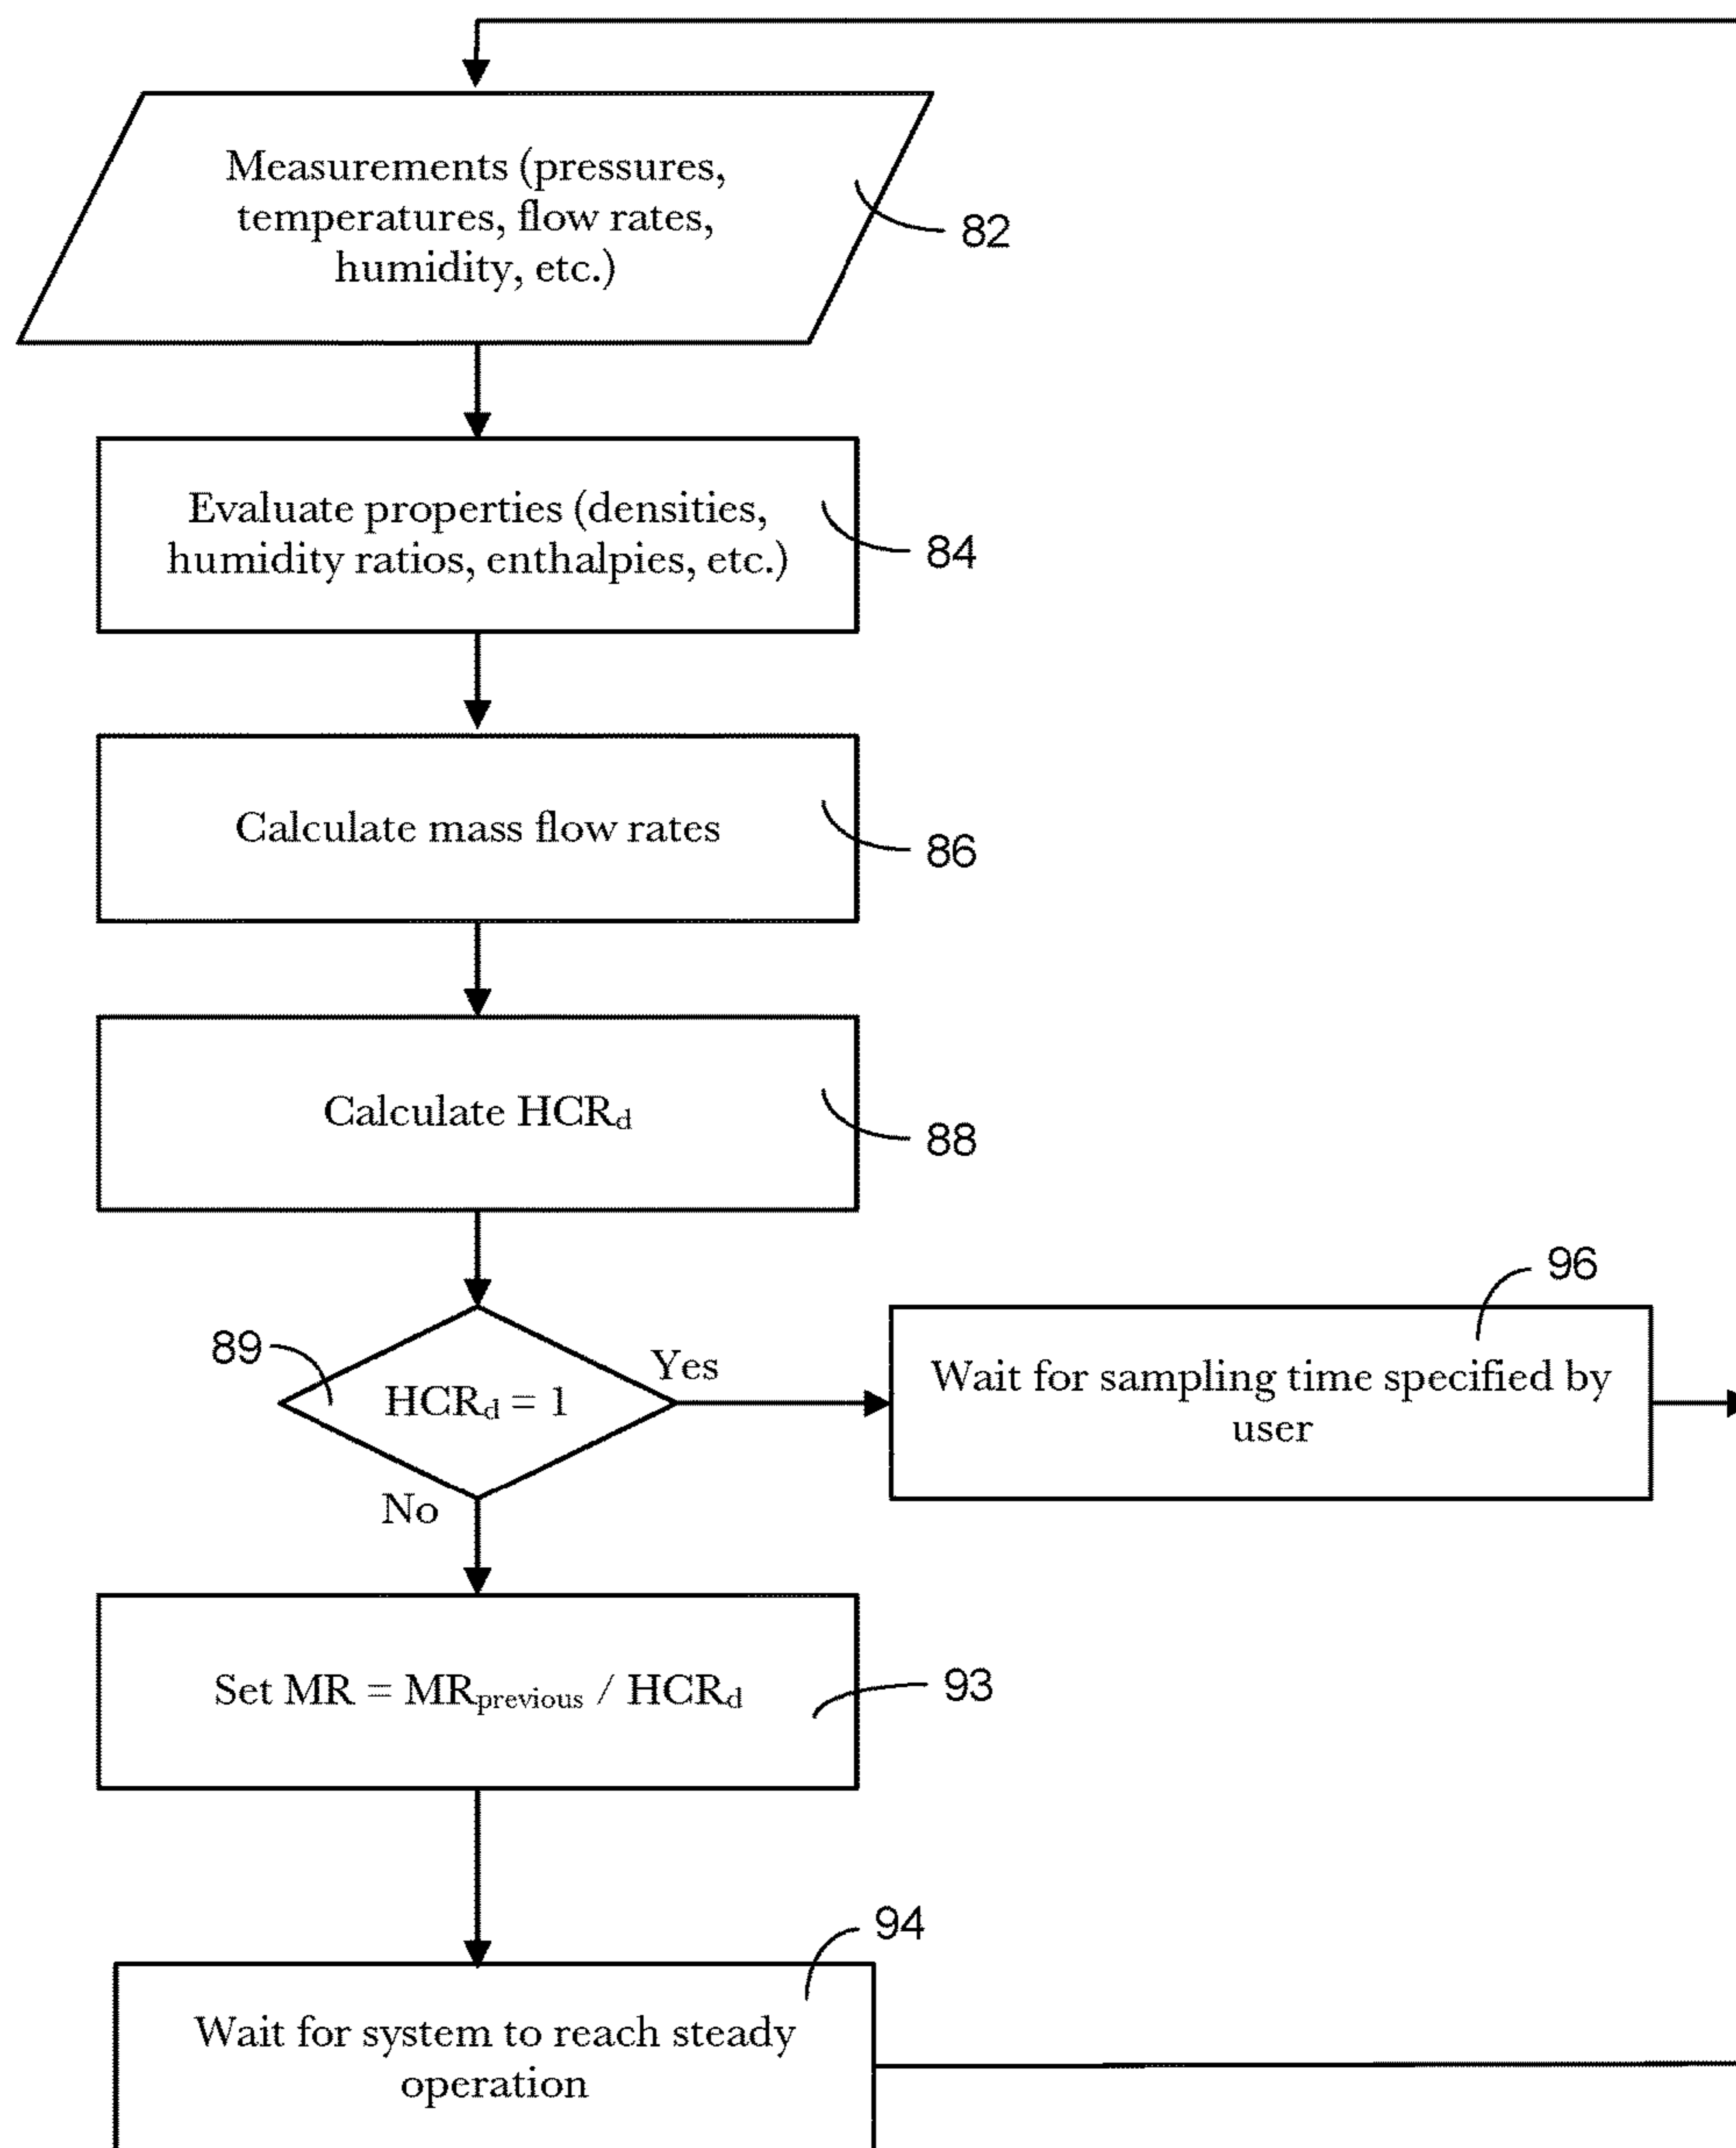 Measurements (pressures,
temperatures, flow rates,
humidity, etc.)
82
Evaluate properties (densities,
humidity ratios, enthalpies, etc.)
84
Calculate mass flow rates
86
Calculate HCRd
88
96
89
HCRd = 1
Yes
Wait for sampling time specified by
user
No
Set MR = MRprevious / HCRd
93
94
Wait for system to reach steady
operation